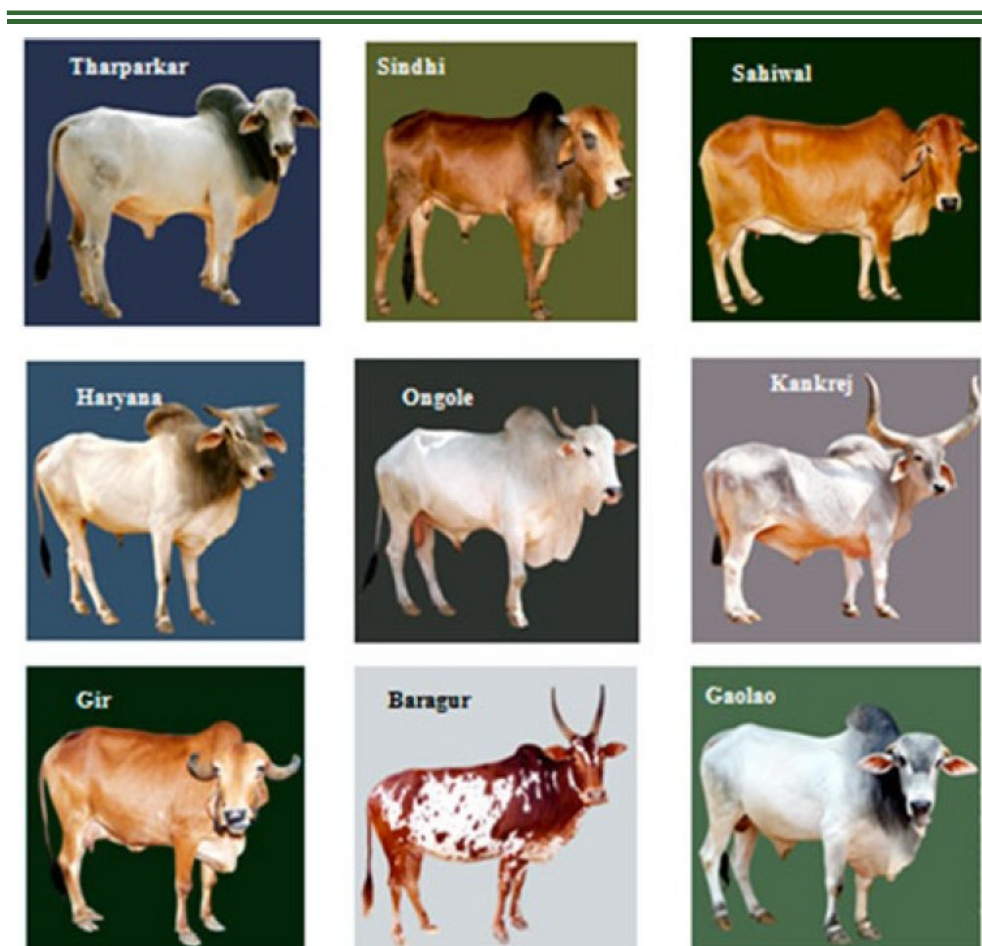 Tharparkar
Sindhi
Sahiwal
Haryana
Ongole
Kankrej
Gir
Baragur
Gaolao